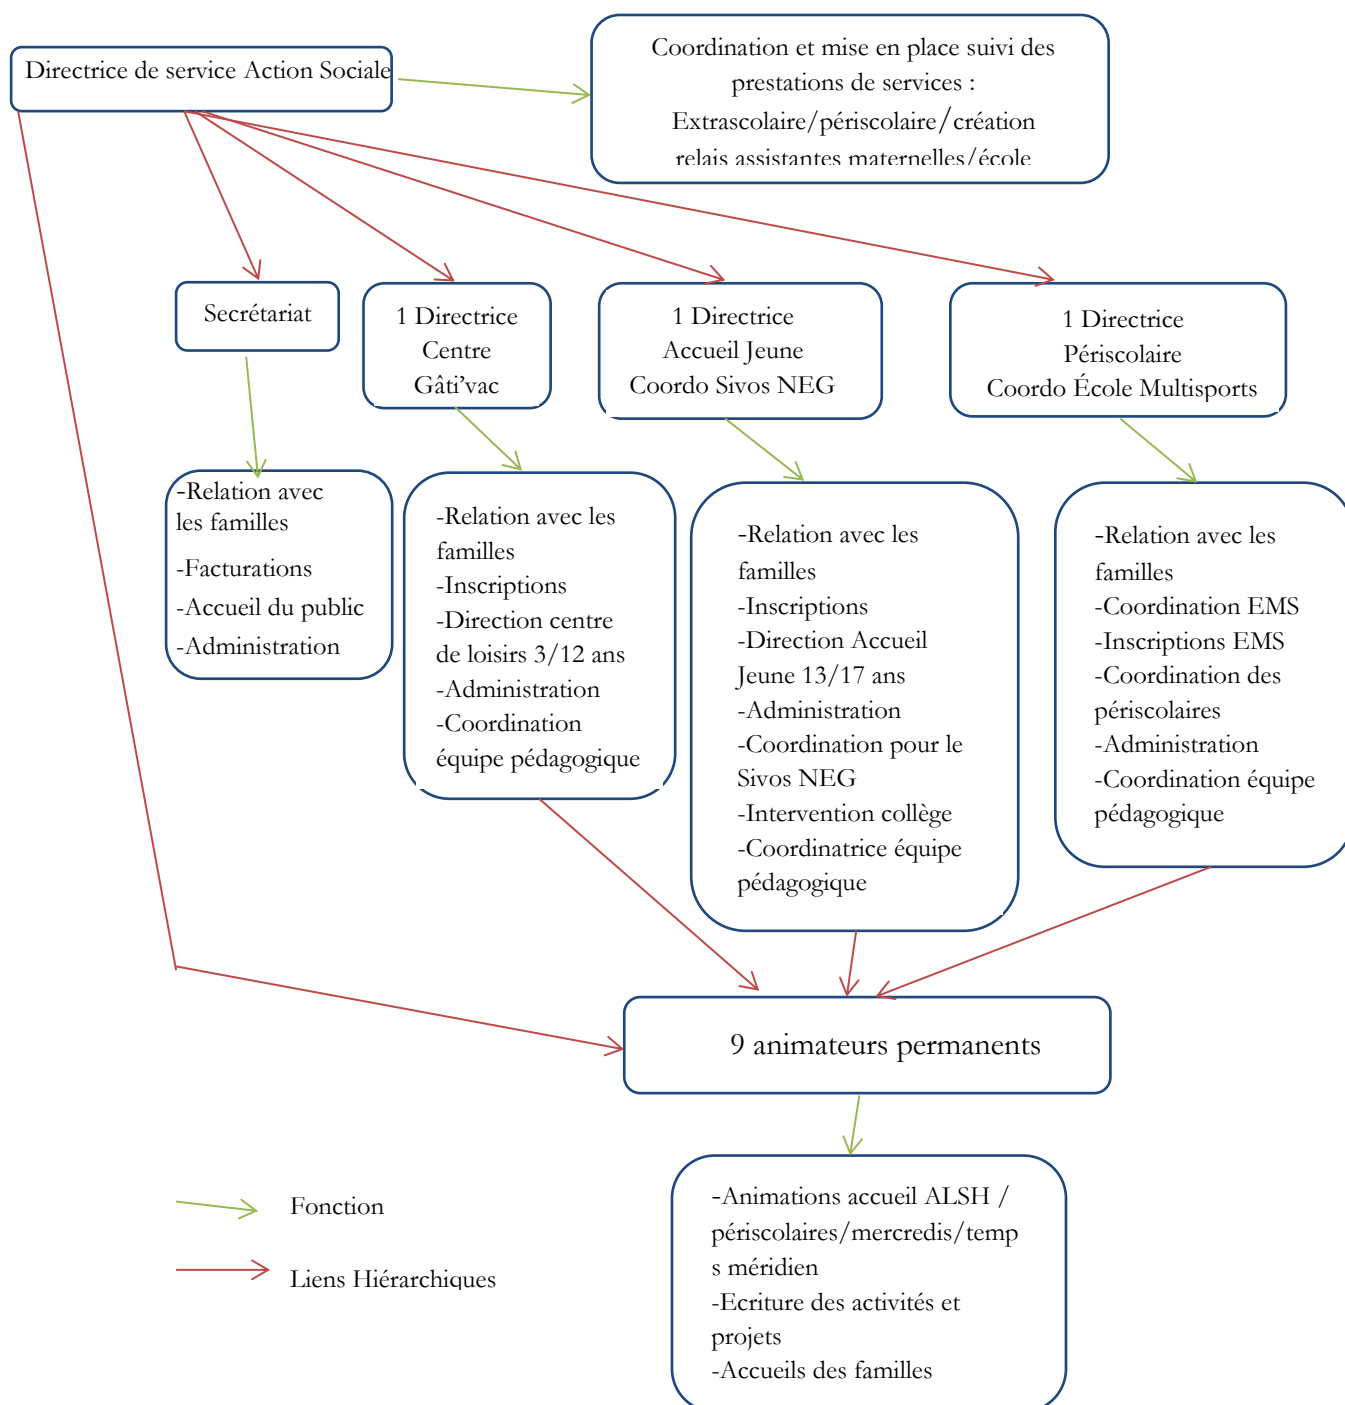 Directrice de service Action Sociale
Coordination et mise en place suivi des
prestations de services :
Extrascolaire/périscolaire/création
relais assistantes maternelles/école
Secrétariat
1 Directrice
Centre
Gâti’vac
1 Directrice
Accueil Jeune
Coordo Sivos NEG
1 Directrice
Périscolaire
Coordo École Multisports
-Relation avec
les familles
-Facturations
-Accueil du public
-Administration
-Relation avec les
familles
-Inscriptions
-Direction centre
de loisirs 3/12 ans
-Administration
-Coordination
équipe pédagogique
-Relation avec les
familles
-Inscriptions
-Direction Accueil
Jeune 13/17 ans
-Administration
-Coordination pour le
Sivos NEG
-Intervention collège
-Coordinatrice équipe
pédagogique
-Relation avec les
familles
-Coordination EMS
-Inscriptions EMS
-Coordination des
périscolaires
-Administration
-Coordination équipe
pédagogique
9 animateurs permanents
-Animations accueil ALSH /
périscolaires/mercredis/temp
s méridien
-Ecriture des activités et
projets
-Accueils des familles
Fonction
Liens Hiérarchiques